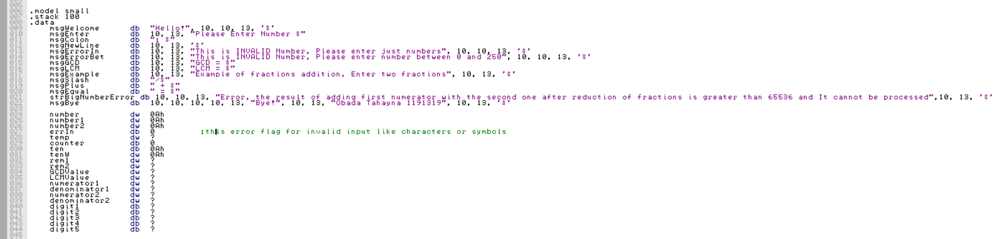 005
006 .model small
007 .stack 100
008 .data
009 msgWelcome db "Hello!", 10, 10, 13, '$'
010 msgEnter db 10, 13, "Please Enter Number $"
011 msgColon db ": $"
012 msgNewLine db 10, 13, '$'
013 msgErrorIn db 10, 13, "This is INVALID Number, Please enter just numbers", 10, 10, 13, '$'
014 msgErrorBet db 10, 13, "This is INVALID Number, Please enter number between 0 and 250", 10, 10, 13, '$'
015 msgGCD db 10, 13, "GCD = $"
016 msgLCM db 10, 13, "LCM = $"
017 msgExample db 10, 13, "Example of fractions addition, Enter two fractions", 10, 10, 13, '$'
018 msgSlash db "/$"
019 msgPlus db " + $"
020 msgEqual db " = $"
021 strBigNumberError db 10, 10, 13, "Error, the result of adding first numerator with the second one after reduction of fractions is greater than 65536 and It cannot be processed",10, 13, '$'
022 msgBye db 10, 10, 10, 10, 13, "Bye!", 10, 13, "Obada Tahayna 1191319", 10, 13, '$'
023
024 number dw 0Ah
025 number1 dw 0Ah
026 number2 dw 0Ah
027 errIn db 0 ;this error flag for invalid input like characters or symbols
028 temp dw ?
029 counter db 0
030 ten db 0Ah
031 tenW dw 0Ah
032 rem1 dw ?
033 rem2 dw ?
034 GCDValue dw ?
035 LCMValue dw ?
036 numerator1 dw ?
037 denominator1 dw ?
038 numerator2 dw ?
039 denominator2 dw ?
040 digit1 db ?
041 digit2 db ?
042 digit3 db ?
043 digit4 db ?
044 digit5 db ?
045